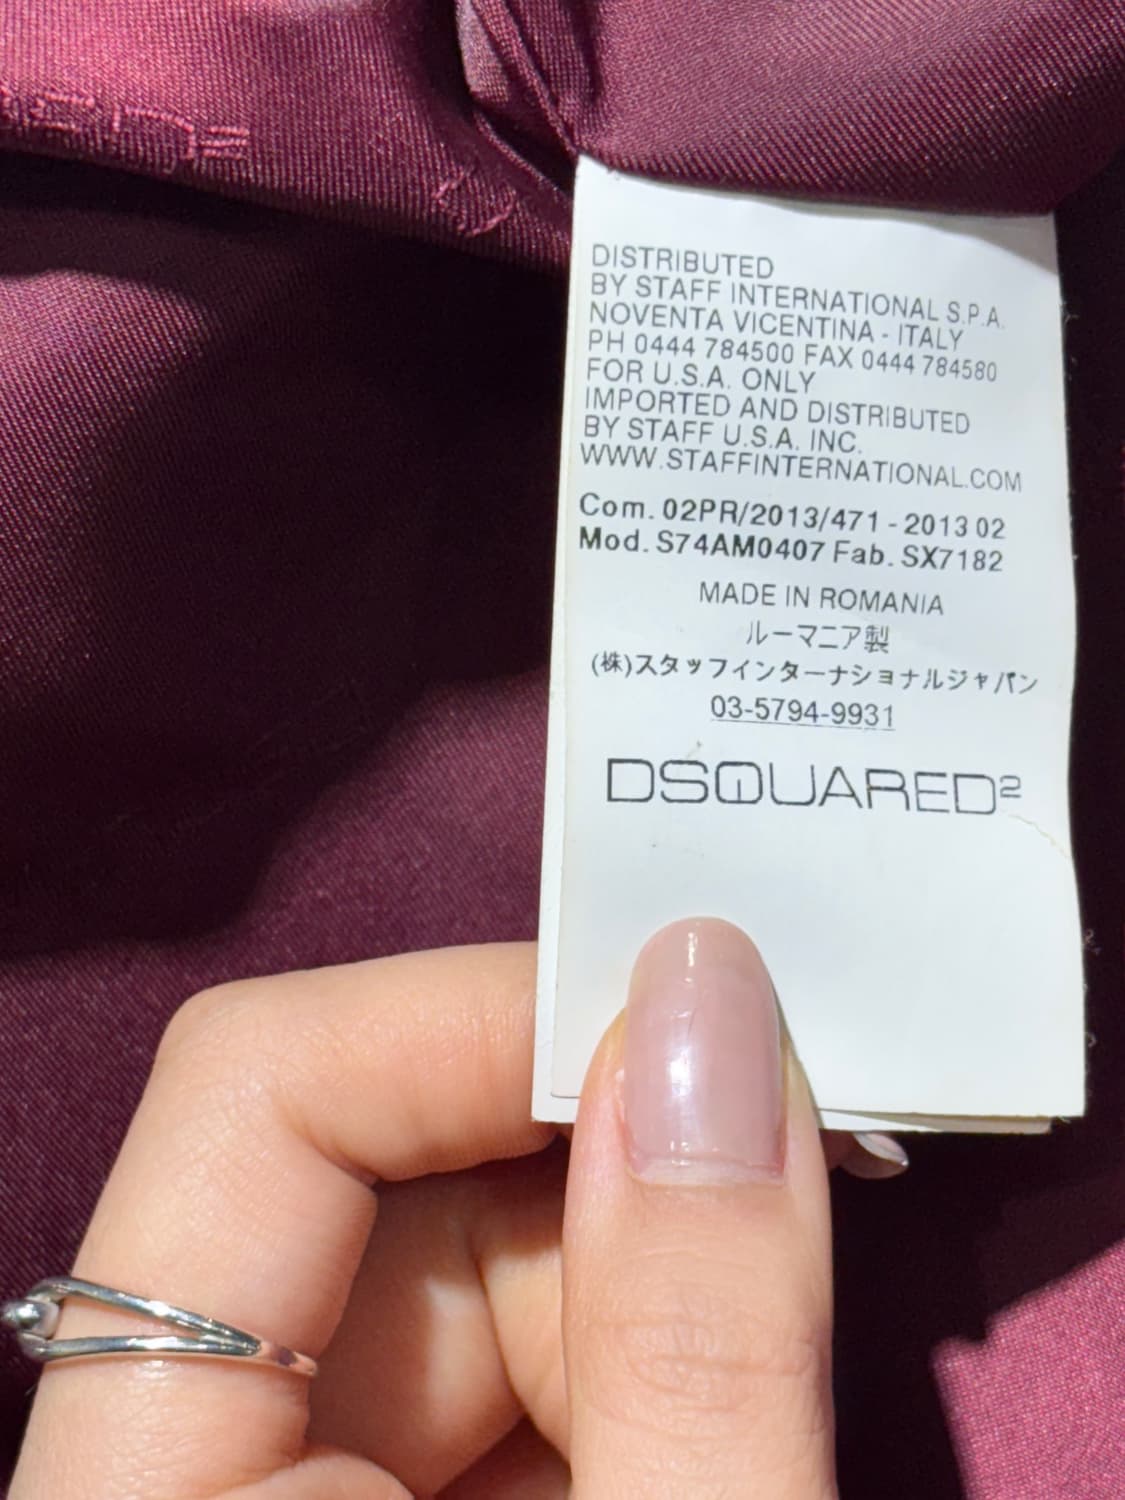 DISTRIBUTED
BY STAFF INTERNATIONAL S.P.A.
NOVENTA VICENTINA - ITALY
PH 0444 784500 FAX 0444 784580
FOR U.S.A. ONLY
IMPORTED AND DISTRIBUTED
BY STAFF U.S.A. INC.
WWW.STAFFINTERNATIONAL.COM
Com. 02PR/2013/471 - 2013 02
Mod. S74AM0407 Fab. SX7182
MADE IN ROMANIA
ルーマニア製
(株)スタッフインターナショナルジャパン
03-5794-9931
DSQUARED²